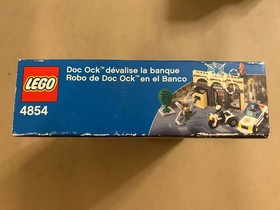 LEGO
4854
Doc Ock™ dévalise la banque
Robo de Doc Ock™ en el Banco